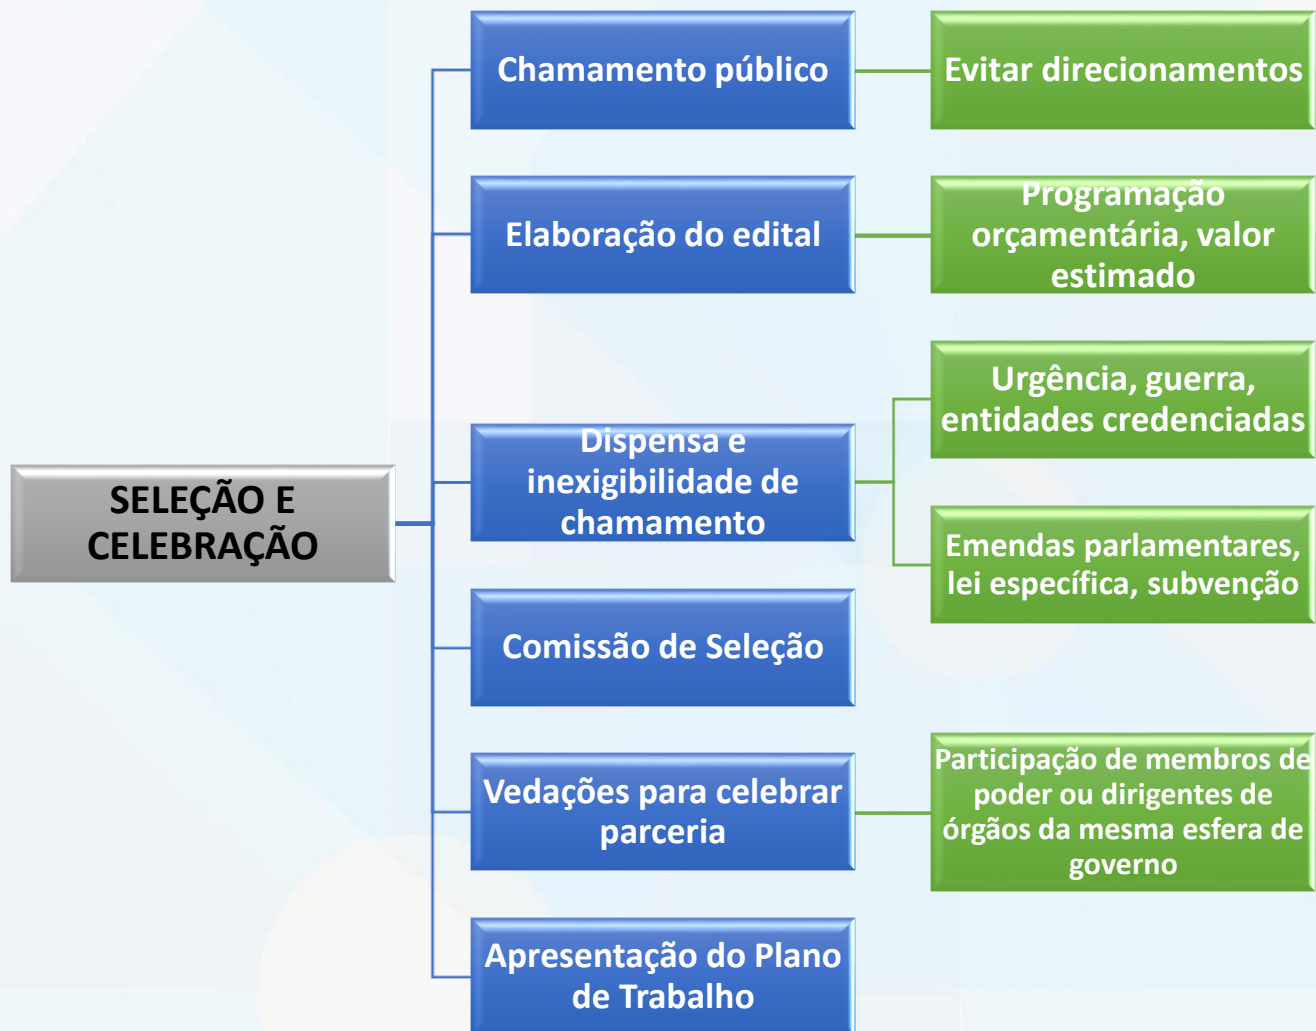 Chamamento público
Evitar direcionamentos
Elaboração do edital
Programação
orçamentária, valor
estimado
SELEÇÃO E
CELEBRAÇÃO
Dispensa e
inexigibilidade de
chamamento
Urgência, guerra,
entidades credenciadas
Emendas parlamentares,
lei específica, subvenção
Comissão de Seleção
Vedações para celebrar
parceria
Participação de membros de
poder ou dirigentes de
órgãos da mesma esfera de
governo
Apresentação do Plano
de Trabalho